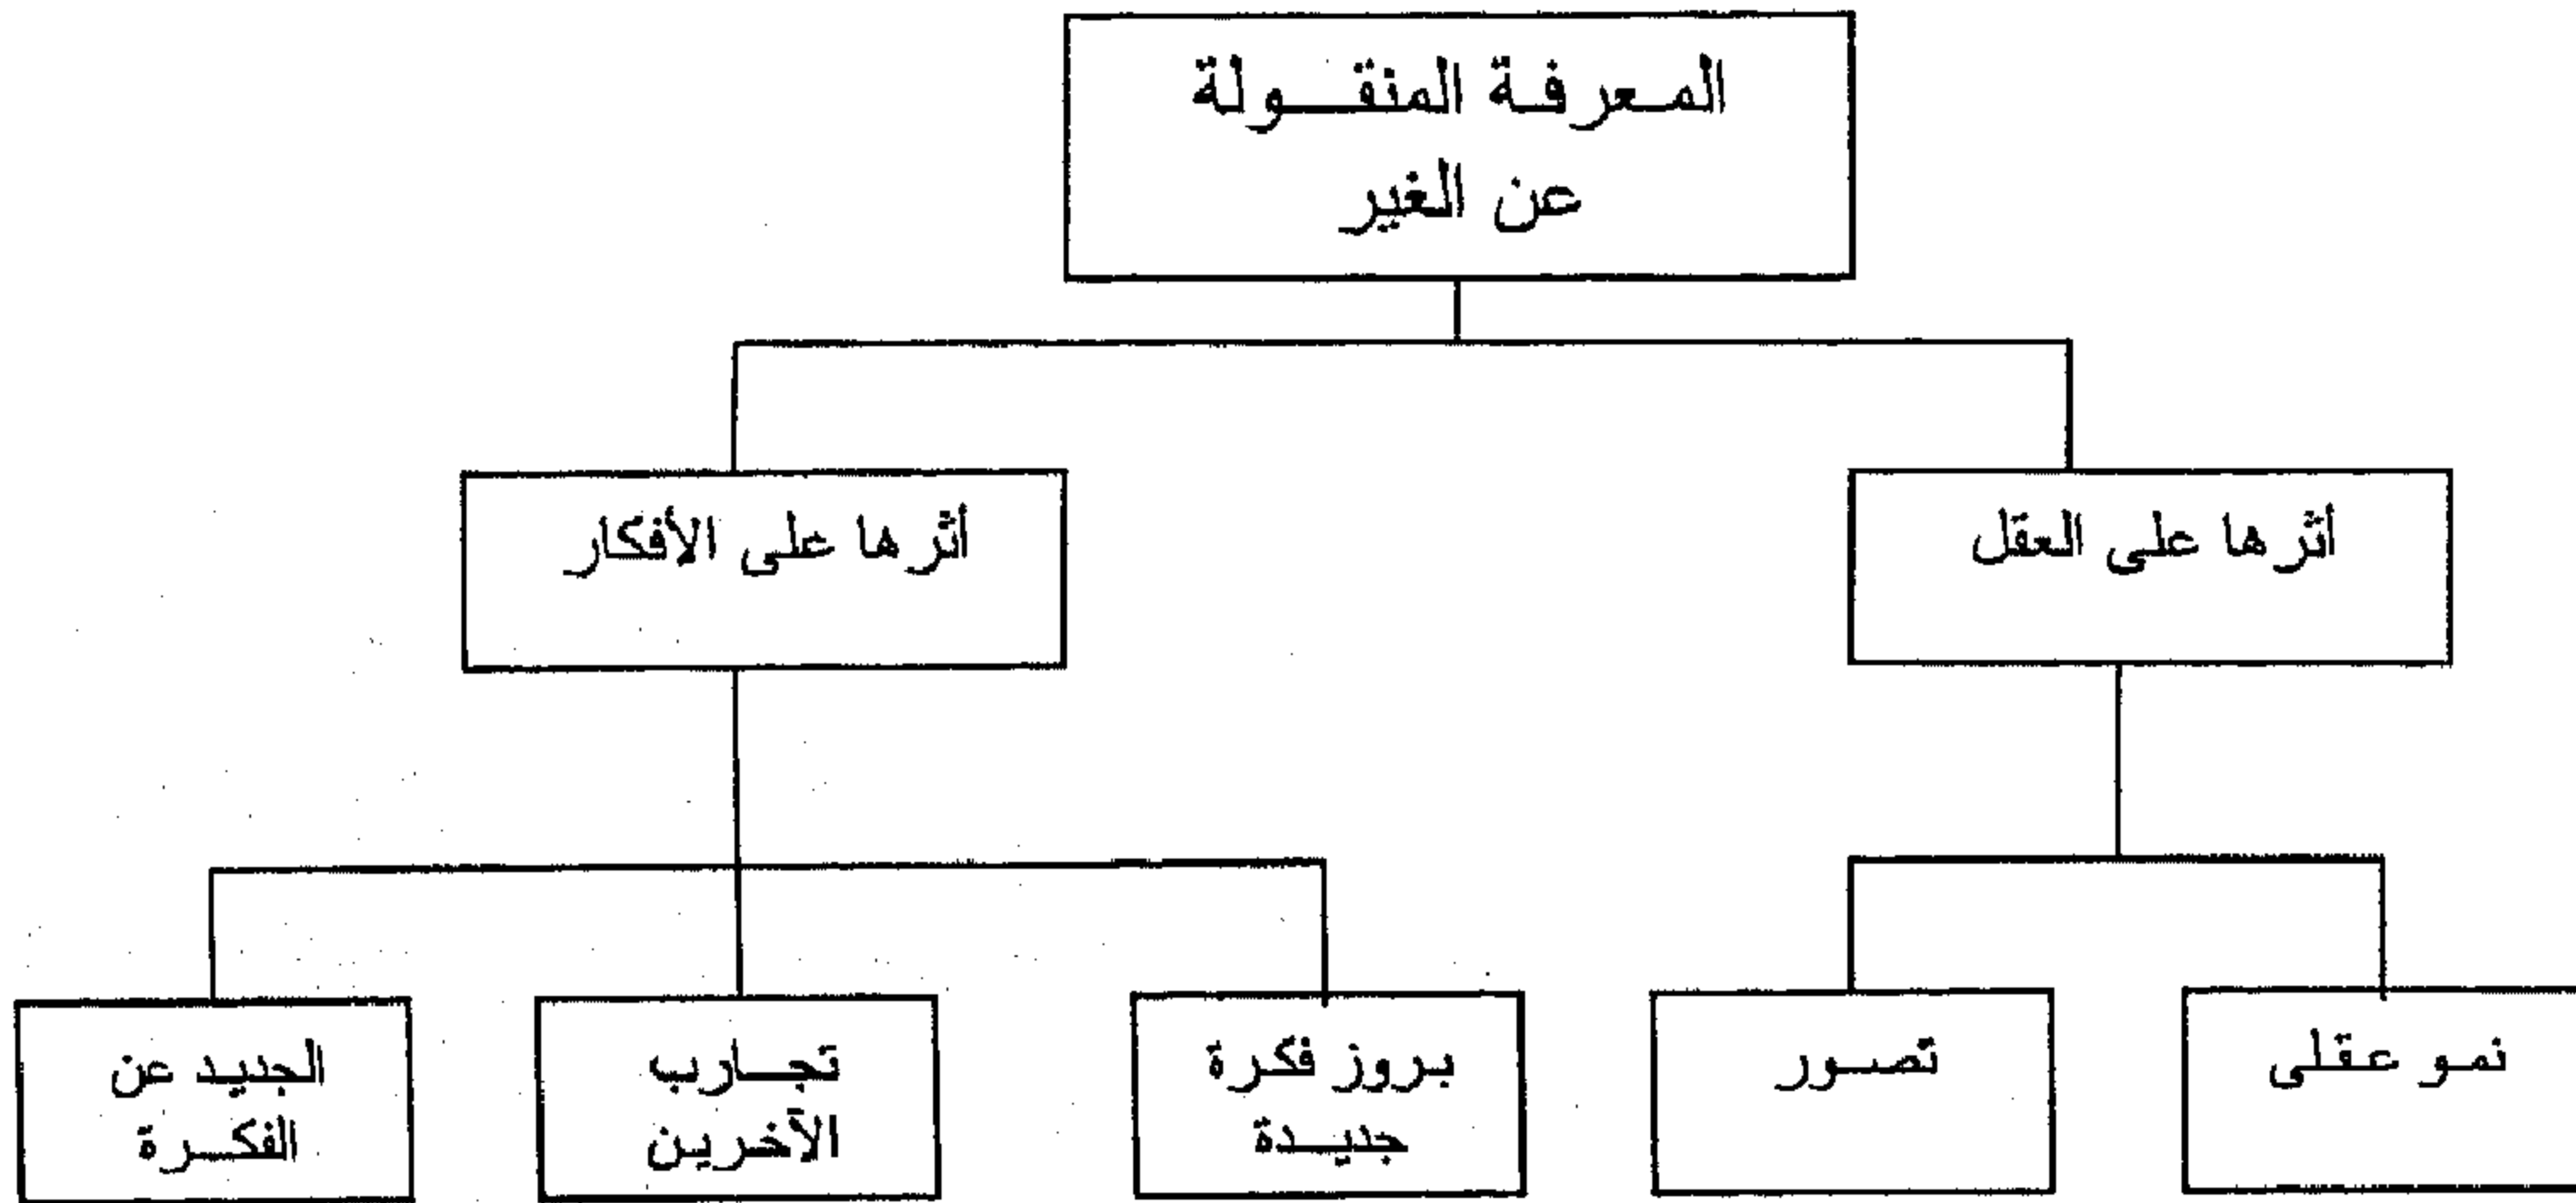 المعرفة المنقولة
عن الغير
أثرها على العقل
أثرها على الأفكار
نمو عقلى
تصور
بروز فكرة
جديدة
تجارب
الآخرين
الجديد عن
الفكرة